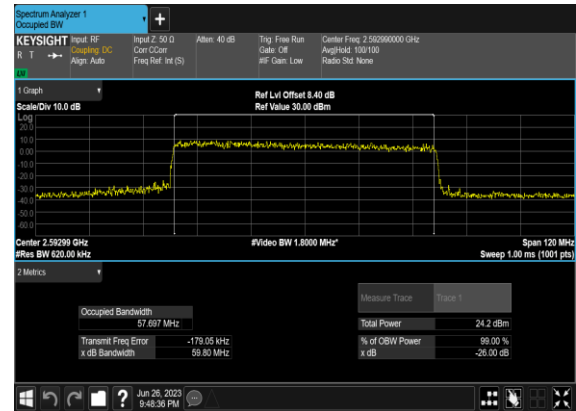 Spectrum Analyzer 1
Occupied BW
+
KEYSIGHT Input: RF Input Z: 50 Ω Atten: 40 dB Trig: Free Run Center Freq: 2.592990000 GHz
R T Coupling: DC Corr CCorr Gate: Off Avg|Hold: 100/100
Align: Auto Freq Ref: Int (S) #IF Gain: Low Radio Std: None
1 Graph
Ref Lvl Offset 8.40 dB
Scale/Div 10.0 dB Ref Value 30.00 dBm
Log
20.0
10.0
0.00
-10.0
-20.0
-30.0
-40.0
-50.0
-60.0
Center 2.59299 GHz #Video BW 1.8000 MHz* Span 120 MHz
#Res BW 620.00 kHz Sweep 1.00 ms (1001 pts)
2 Metrics
Measure Trace Trace 1
Occupied Bandwidth
57.697 MHz Total Power 24.2 dBm
Transmit Freq Error -179.05 kHz % of OBW Power 99.00 %
x dB Bandwidth 59.80 MHz x dB -26.00 dB
? Jun 26, 2023
9:48:36 PM